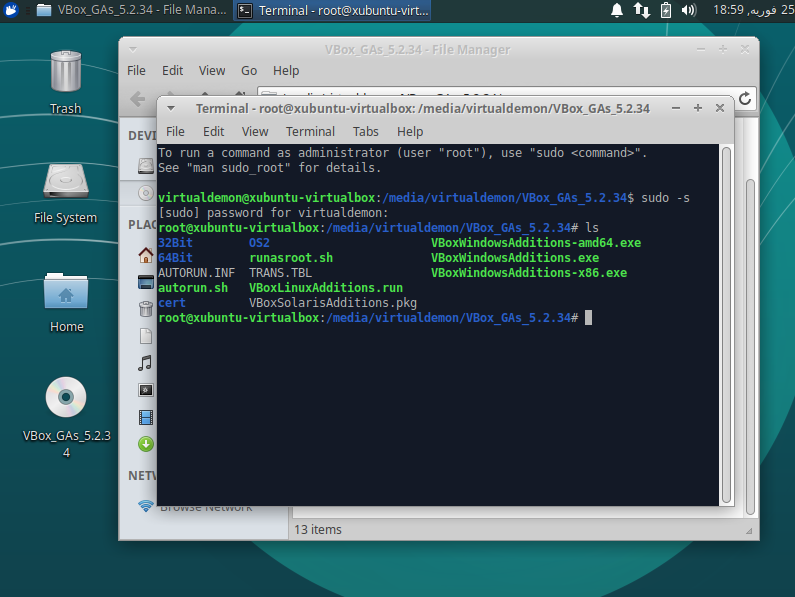 VBox_GAs_5.2.34 - File Mana...
Terminal - root@xubuntu-virt...
25 فوریه, 18:59
Trash
File System
Home
VBox_GAs_5.2.3
4
VBox_GAs_5.2.34 - File Manager
File Edit View Go Help
DEVI
PLAC
NETW
Browse Network
13 items
Terminal - root@xubuntu-virtualbox: /media/virtualdemon/VBox_GAs_5.2.34
File Edit View Terminal Tabs Help
To run a command as administrator (user "root"), use "sudo <command>".
See "man sudo_root" for details.
virtualdemon@xubuntu-virtualbox:/media/virtualdemon/VBox_GAs_5.2.34$ sudo -s
[sudo] password for virtualdemon:
root@xubuntu-virtualbox:/media/virtualdemon/VBox_GAs_5.2.34# ls
32Bit OS2 VBoxWindowsAdditions-amd64.exe
64Bit runasroot.sh VBoxWindowsAdditions.exe
AUTORUN.INF TRANS.TBL VBoxWindowsAdditions-x86.exe
autorun.sh VBoxLinuxAdditions.run
cert VBoxSolarisAdditions.pkg
root@xubuntu-virtualbox:/media/virtualdemon/VBox_GAs_5.2.34#